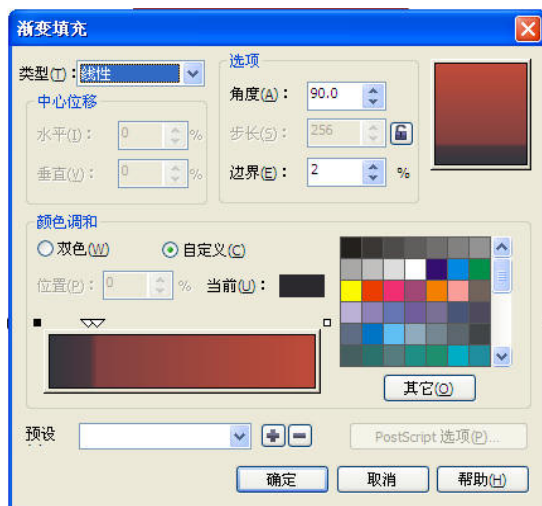 渐变填充
类型(T):线性
中心位移
水平(I): 0 %
垂直(V): 0 %
选项
角度(A): 90.0
步长(S): 256
边界(E): 2 %
颜色调和
双色(W) 自定义(C)
位置(P): 0 % 当前(U):
其它(O)
预设
PostScript 选项(P)...
确定 取消 帮助(H)